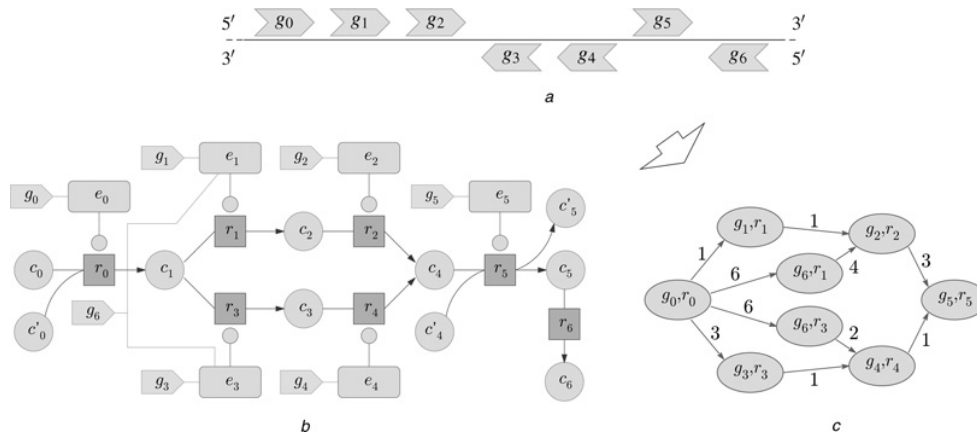 5′ g0 g1 g2 g5 3′
3′ g3 g4 g6 5′
a
g1 e1 g2 e2
g0 e0 g5 e5 c'5
r1 c2 r2
c0 r0 c1 c4 r5 c5
g6 r3 c3 r4 r6
c'0 c'4
g3 e3 g4 e4 c6
b
g1,r1 1 g2,r2
1 6 g6,r1 4 3
g0,r0 g5,r5
6 g6,r3 2
3 g4,r4 1
g3,r3 1
c